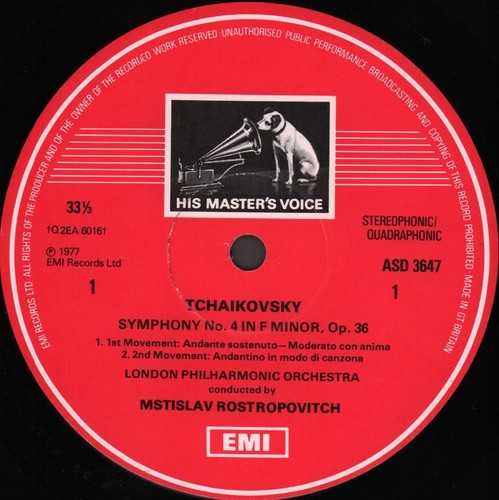 EMI RECORDS LTD ALL RIGHTS OF THE PRODUCER AND OF THE OWNER OF THE RECORDED WORK RESERVED UNAUTHORISED PUBLIC PERFORMANCE BROADCASTING AND COPYING OF THIS RECORD PROHIBITED MADE IN GT BRITAIN
HIS MASTER'S VOICE
33⅓
1Q 2EA 60161
℗ 1977
EMI Records Ltd
1
STEREOPHONIC/
QUADRAPHONIC
ASD 3647
1
TCHAIKOVSKY
SYMPHONY No. 4 IN F MINOR, Op. 36
1. 1st Movement: Andante sostenuto — Moderato con anima
2. 2nd Movement: Andantino in modo di canzona
LONDON PHILHARMONIC ORCHESTRA
conducted by
MSTISLAV ROSTROPOVITCH
EMI